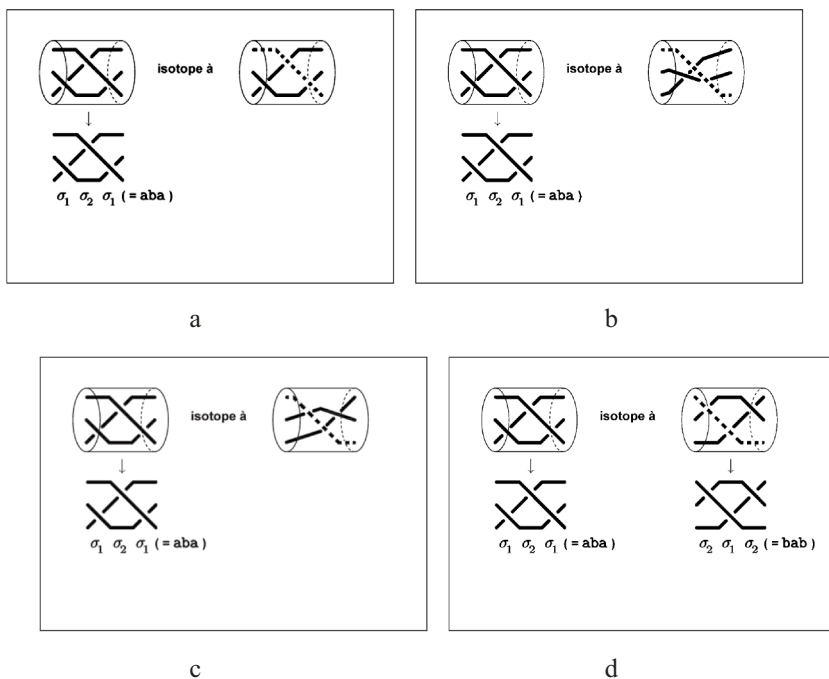 isotope à
↓
σ₁ σ₂ σ₁ (= aba)
a
isotope à
↓
σ₁ σ₂ σ₁ (= aba)
b
isotope à
↓
σ₁ σ₂ σ₁ (= aba)
c
isotope à
↓ ↓
σ₁ σ₂ σ₁ (= aba) σ₂ σ₁ σ₂ (= bab)
d